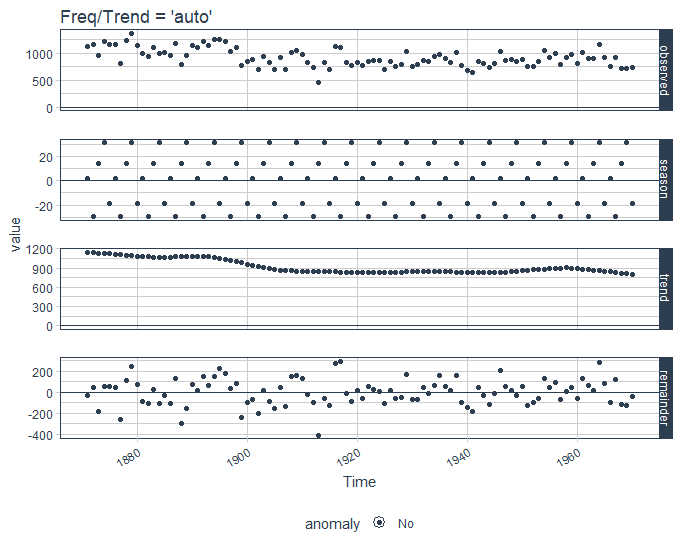 Freq/Trend = 'auto'
1000
500
0
observed
20
0
-20
season
value
1200
900
600
300
0
trend
200
0
-200
-400
remainder
1880
1900
1920
1940
1960
Time
anomaly No